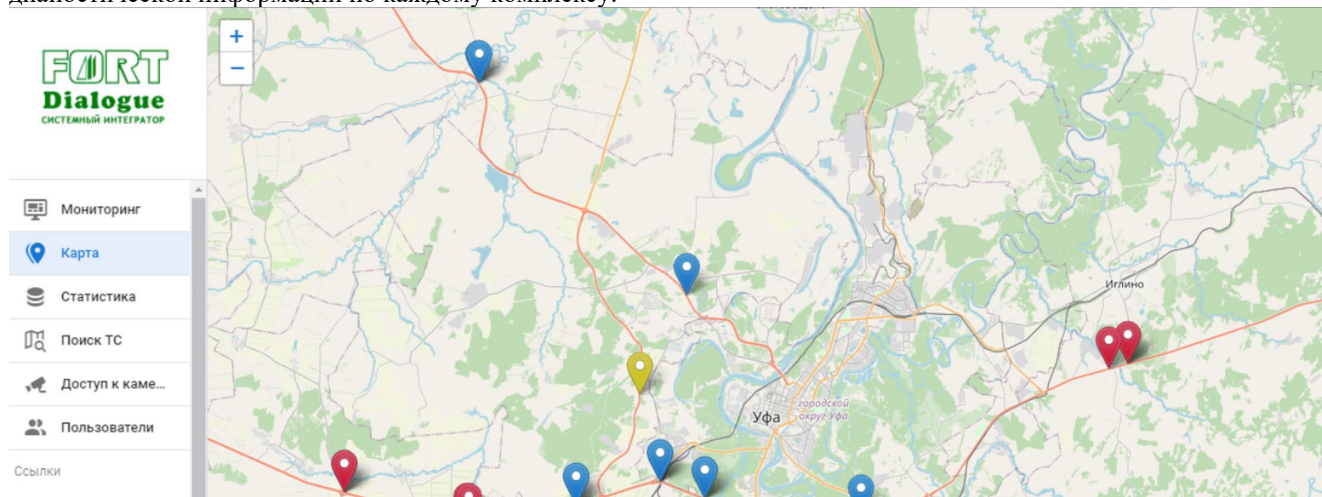 диагностической информации по каждому комплексу.
FORT
Dialogue
СИСТЕМНЫЙ ИНТЕГРАТОР
+
−
Мониторинг
Карта
Статистика
Поиск ТС
Доступ к каме...
Пользователи
Ссылки
Иглино
городской
округ Уфа
Уфа